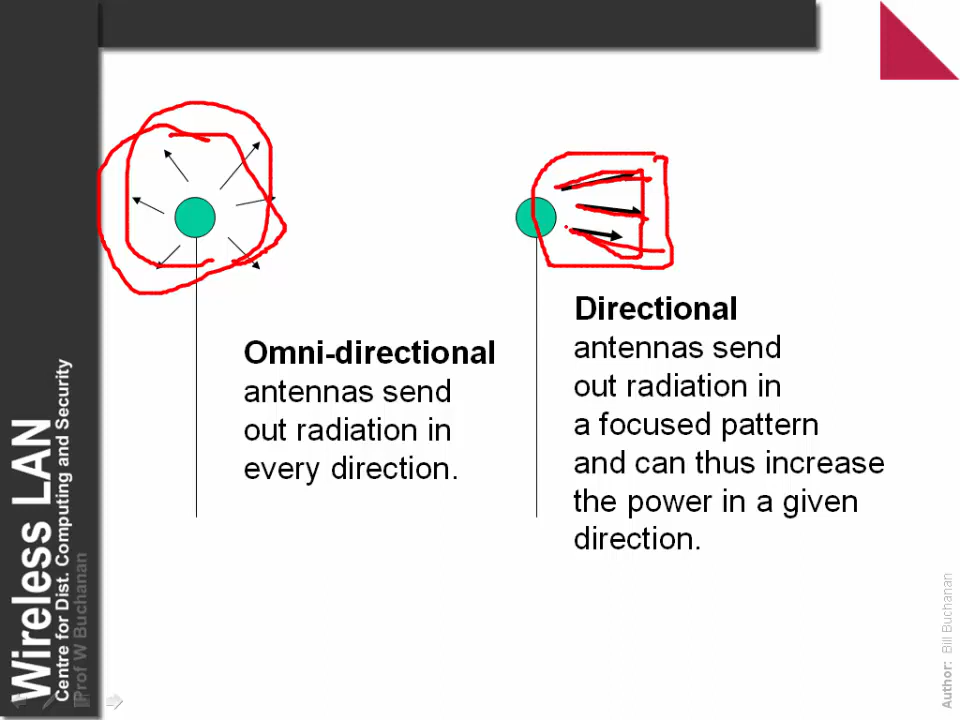 Omni-directional
antennas send
out radiation in
every direction.
Directional
antennas send
out radiation in
a focused pattern
and can thus increase
the power in a given
direction.
Wireless LAN
Centre for Dist. Computing and Security
Prof W Buchanan
Author: Bill Buchanan